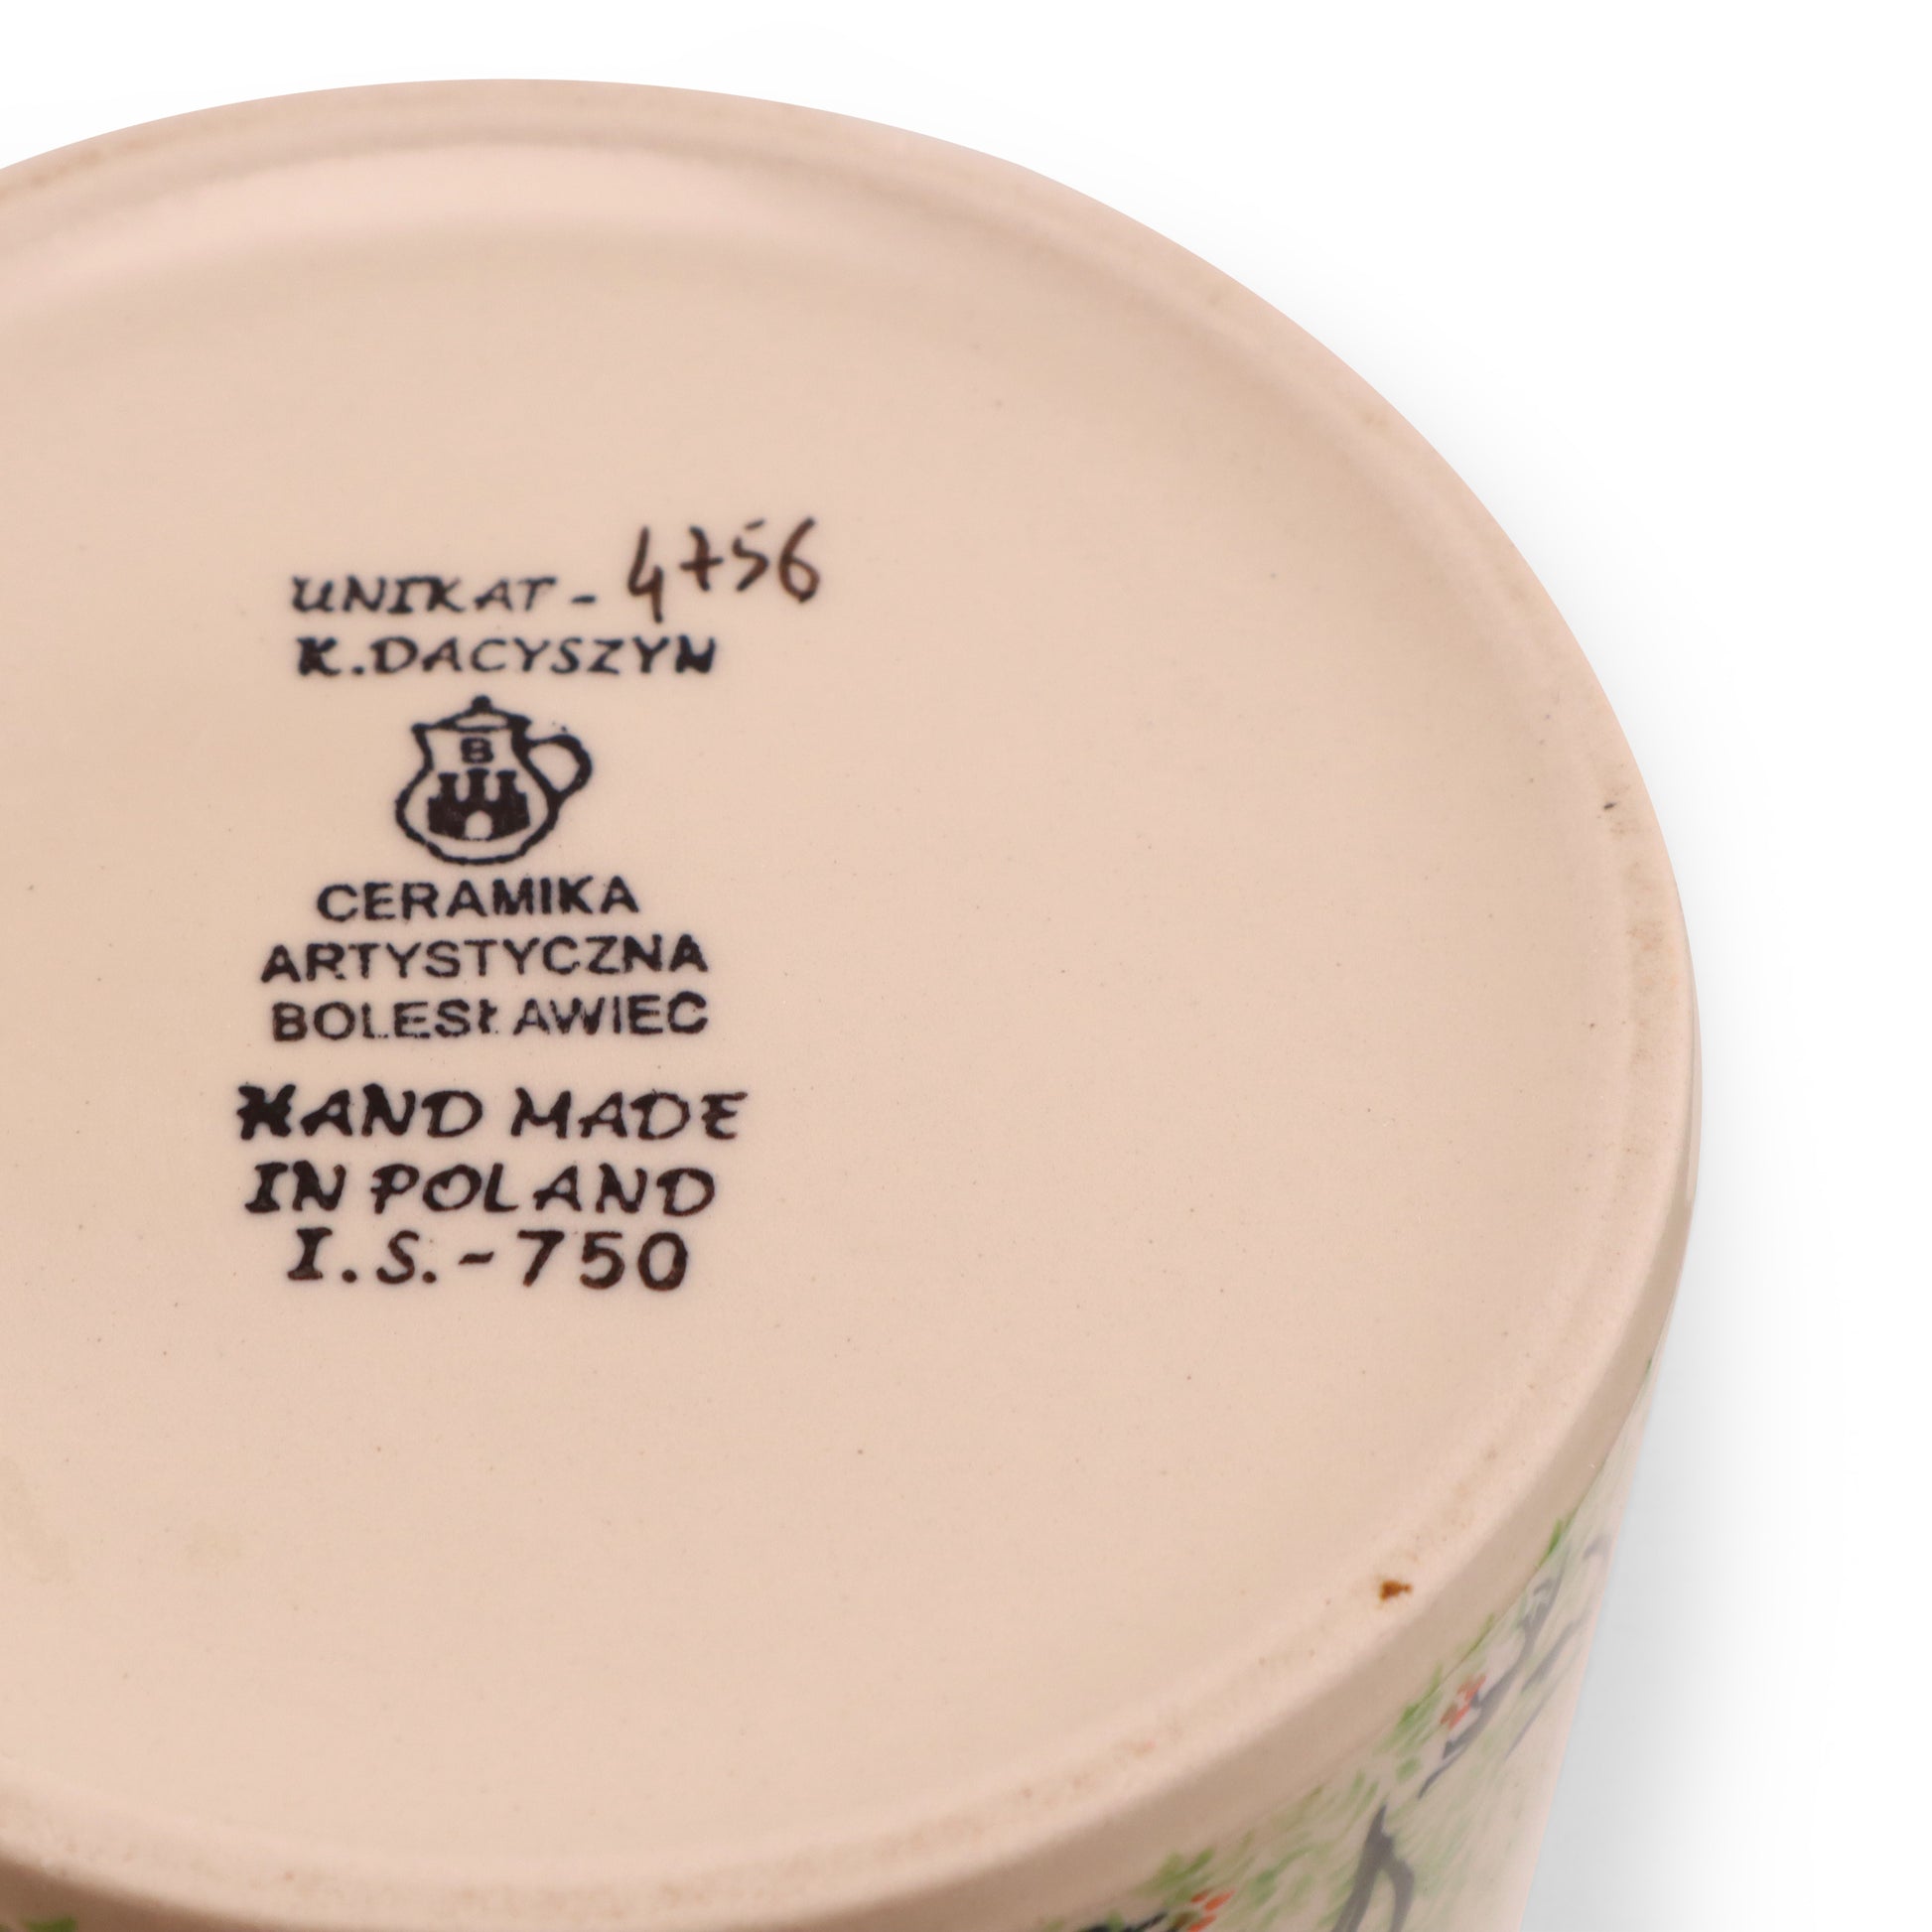 UNIKAT - 4756
K.DACYSZYN
B
CERAMIKA
ARTYSTYCZNA
BOLESŁAWIEC
HAND MADE
IN POLAND
I.S.-750